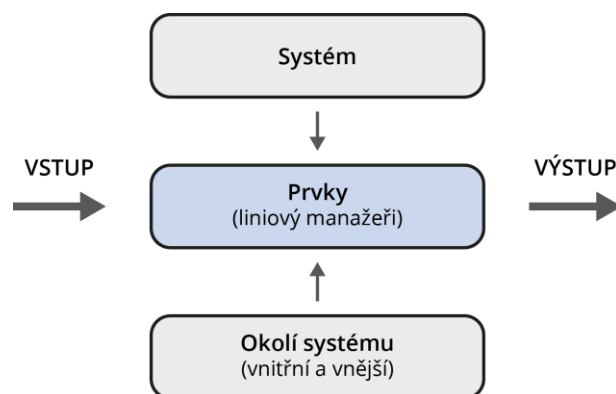 Systém
VSTUP
Prvky
(liniový manažeři)
VÝSTUP
Okolí systému
(vnitřní a vnější)